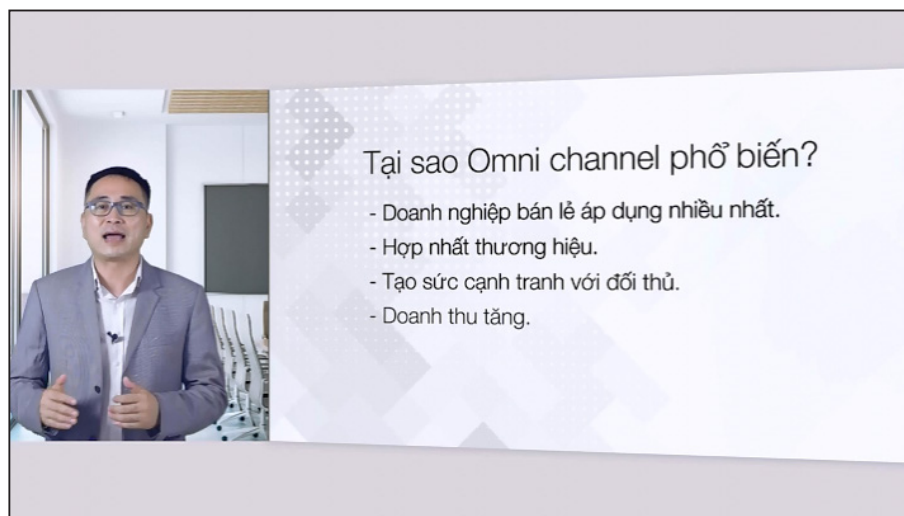 Tại sao Omni channel phổ biến?
- Doanh nghiệp bán lẻ áp dụng nhiều nhất.
- Hợp nhất thương hiệu.
- Tạo sức cạnh tranh với đối thủ.
- Doanh thu tăng.